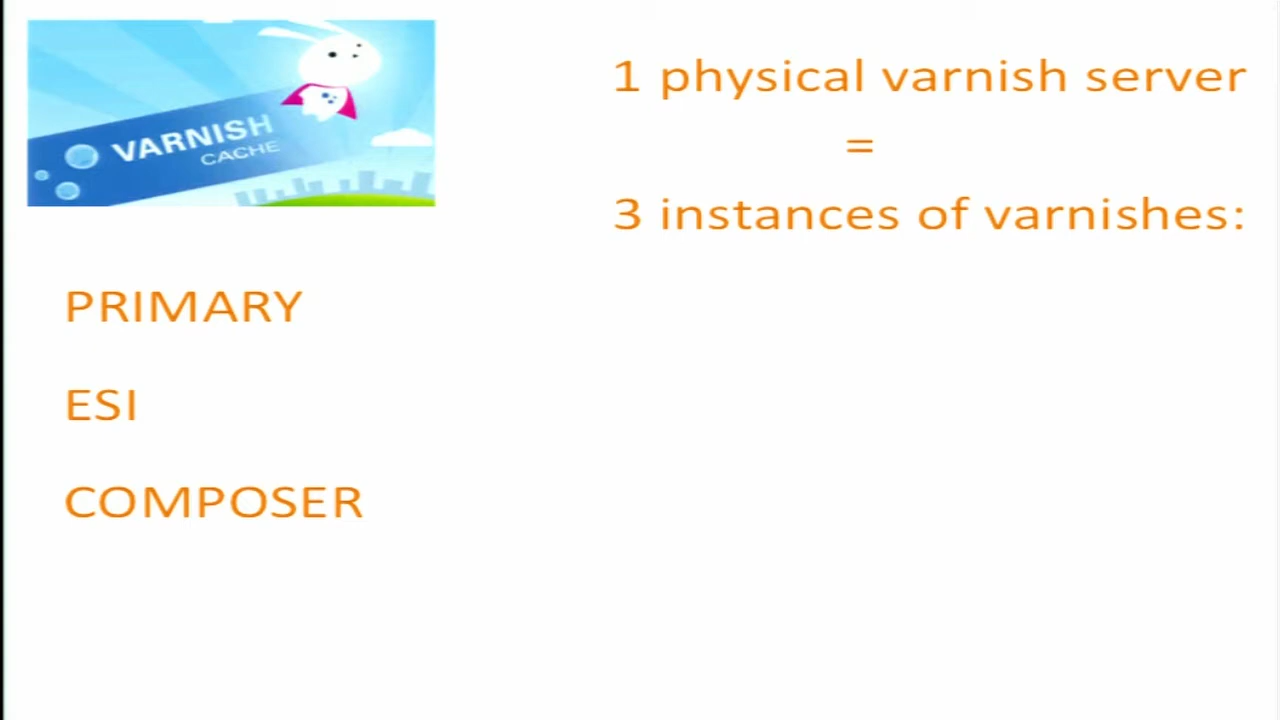 VARNISH
CACHE
1 physical varnish server
=
3 instances of varnishes:
PRIMARY
ESI
COMPOSER